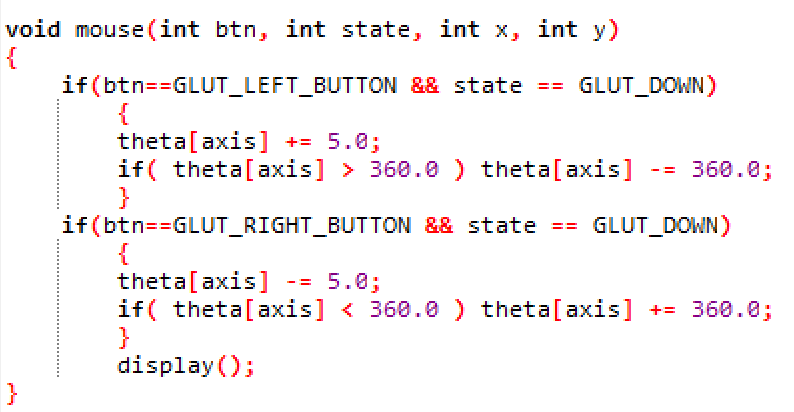 void mouse(int btn, int state, int x, int y)
{
    if(btn==GLUT_LEFT_BUTTON && state == GLUT_DOWN)
        {
        theta[axis] += 5.0;
        if( theta[axis] > 360.0 ) theta[axis] -= 360.0;
        }
    if(btn==GLUT_RIGHT_BUTTON && state == GLUT_DOWN)
        {
        theta[axis] -= 5.0;
        if( theta[axis] < 360.0 ) theta[axis] += 360.0;
        }
        display();
}